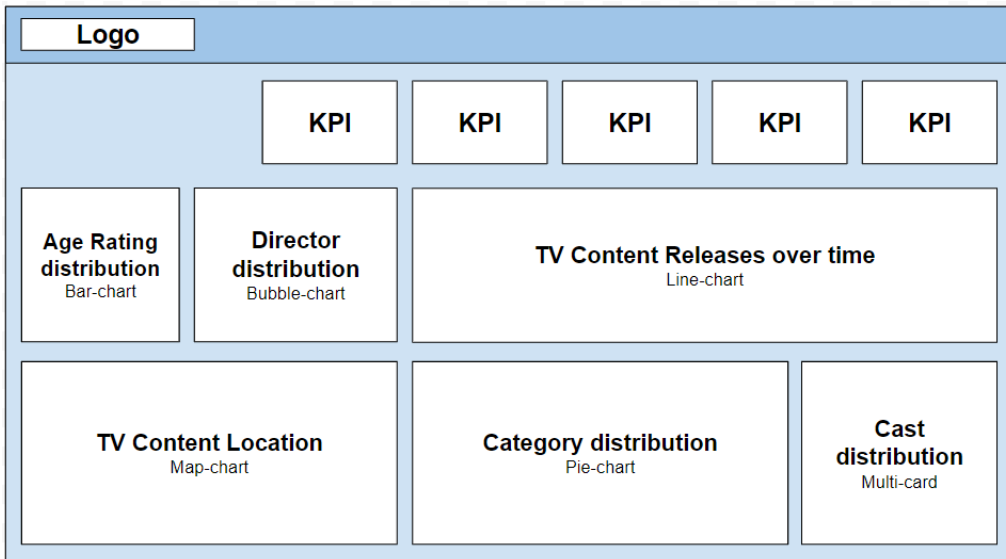 Logo
KPI
KPI
KPI
KPI
KPI
Age Rating
distribution
Bar-chart
Director
distribution
Bubble-chart
TV Content Releases over time
Line-chart
TV Content Location
Map-chart
Category distribution
Pie-chart
Cast
distribution
Multi-card